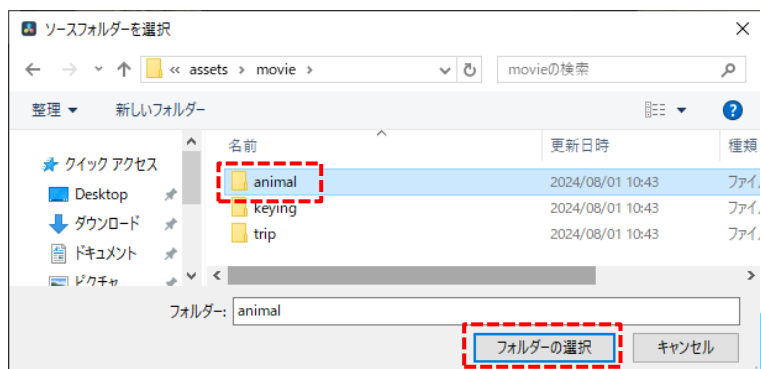 ソースフォルダーを選択
« assets › movie ›
movieの検索
整理
新しいフォルダー
名前
更新日時
種類
クイック アクセス
Desktop
ダウンロード
ドキュメント
ピクチャ
animal
2024/08/01 10:43
ファイ
keying
2024/08/01 10:43
ファイ
trip
2024/08/01 10:43
ファイ
フォルダー:
animal
フォルダーの選択
キャンセル